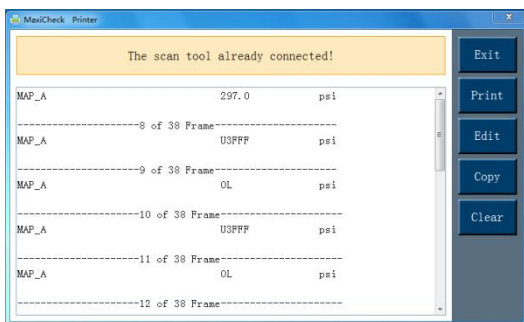 MaxiCheck Printer
x
The scan tool already connected!
MAP_A 297.0 psi
--------------------8 of 38 Frame--------------------
MAP_A U3FFF psi
--------------------9 of 38 Frame--------------------
MAP_A OL psi
--------------------10 of 38 Frame--------------------
MAP_A U3FFF psi
--------------------11 of 38 Frame--------------------
MAP_A OL psi
--------------------12 of 38 Frame--------------------
Exit
Print
Edit
Copy
Clear